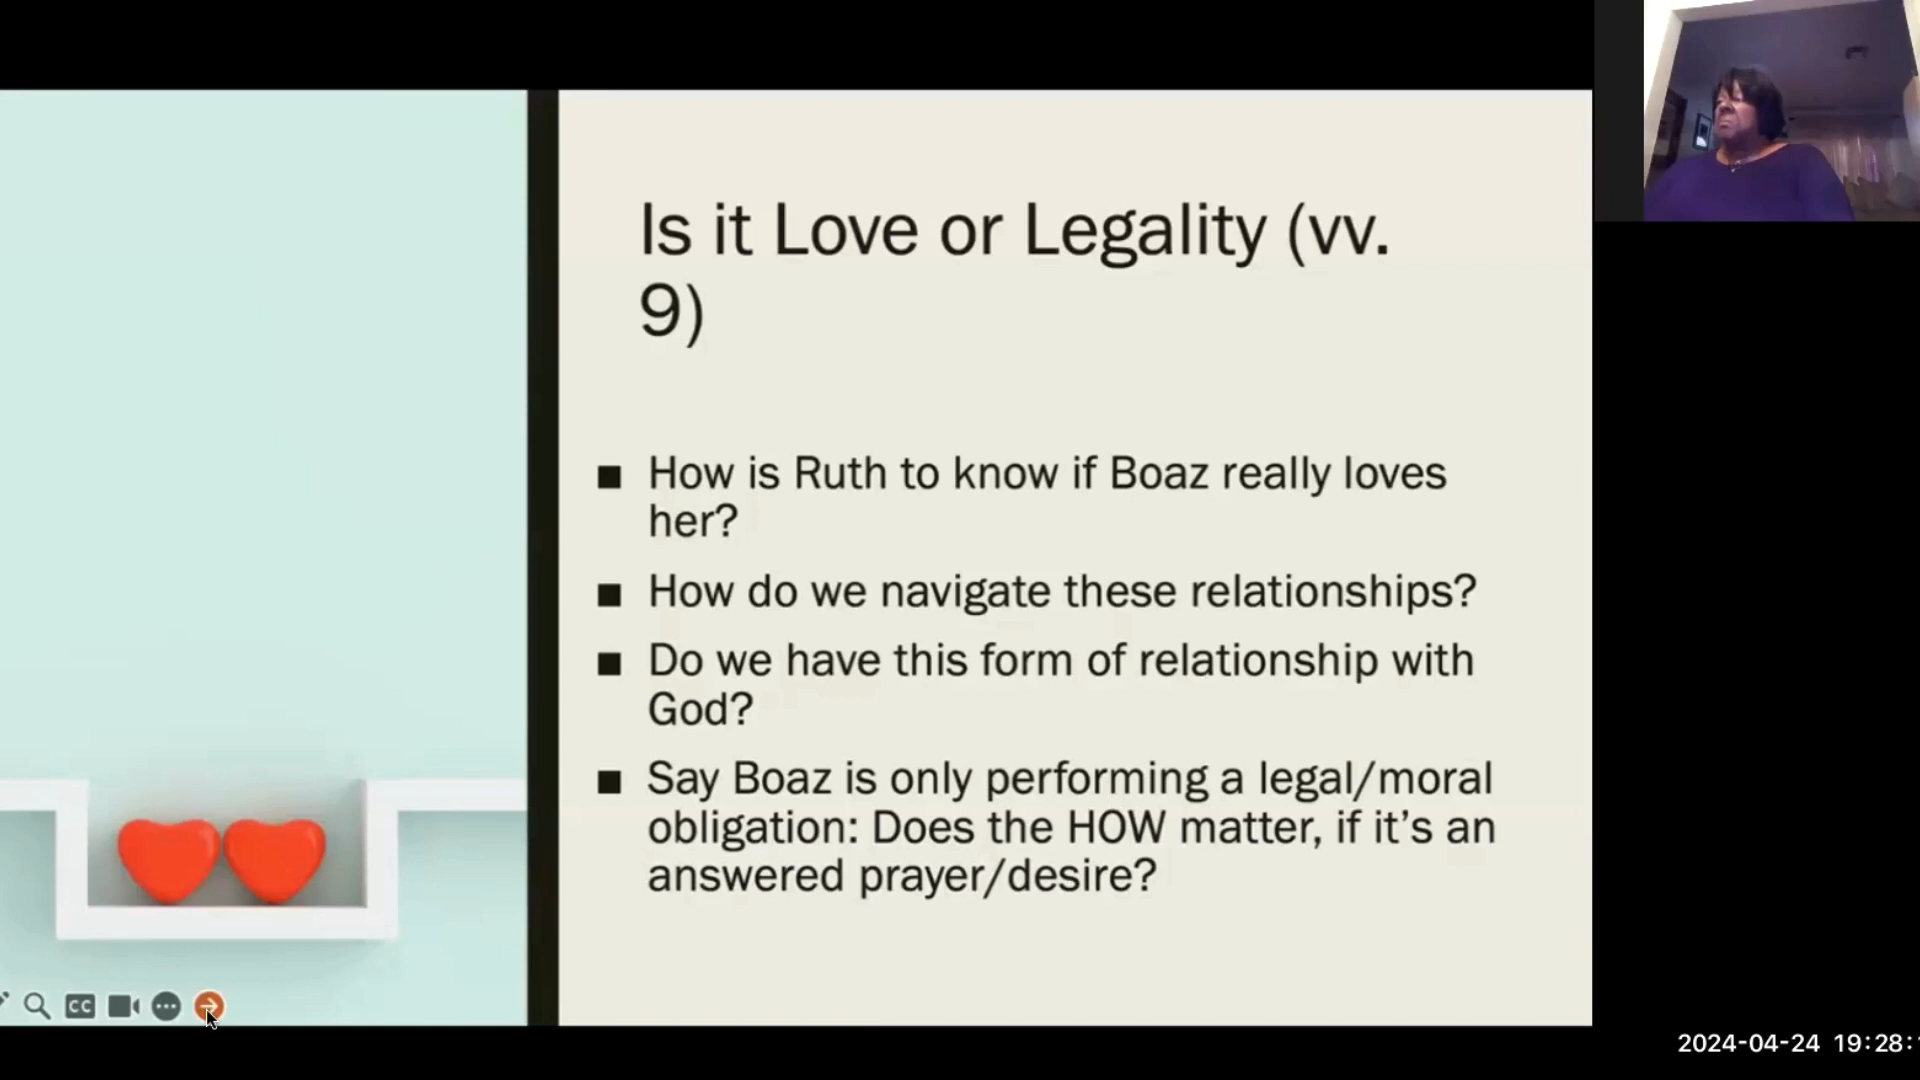 Is it Love or Legality (vv.
9)
■ How is Ruth to know if Boaz really loves
her?
■ How do we navigate these relationships?
■ Do we have this form of relationship with
God?
■ Say Boaz is only performing a legal/moral
obligation: Does the HOW matter, if it’s an
answered prayer/desire?
CC
2024-04-24 19:28: